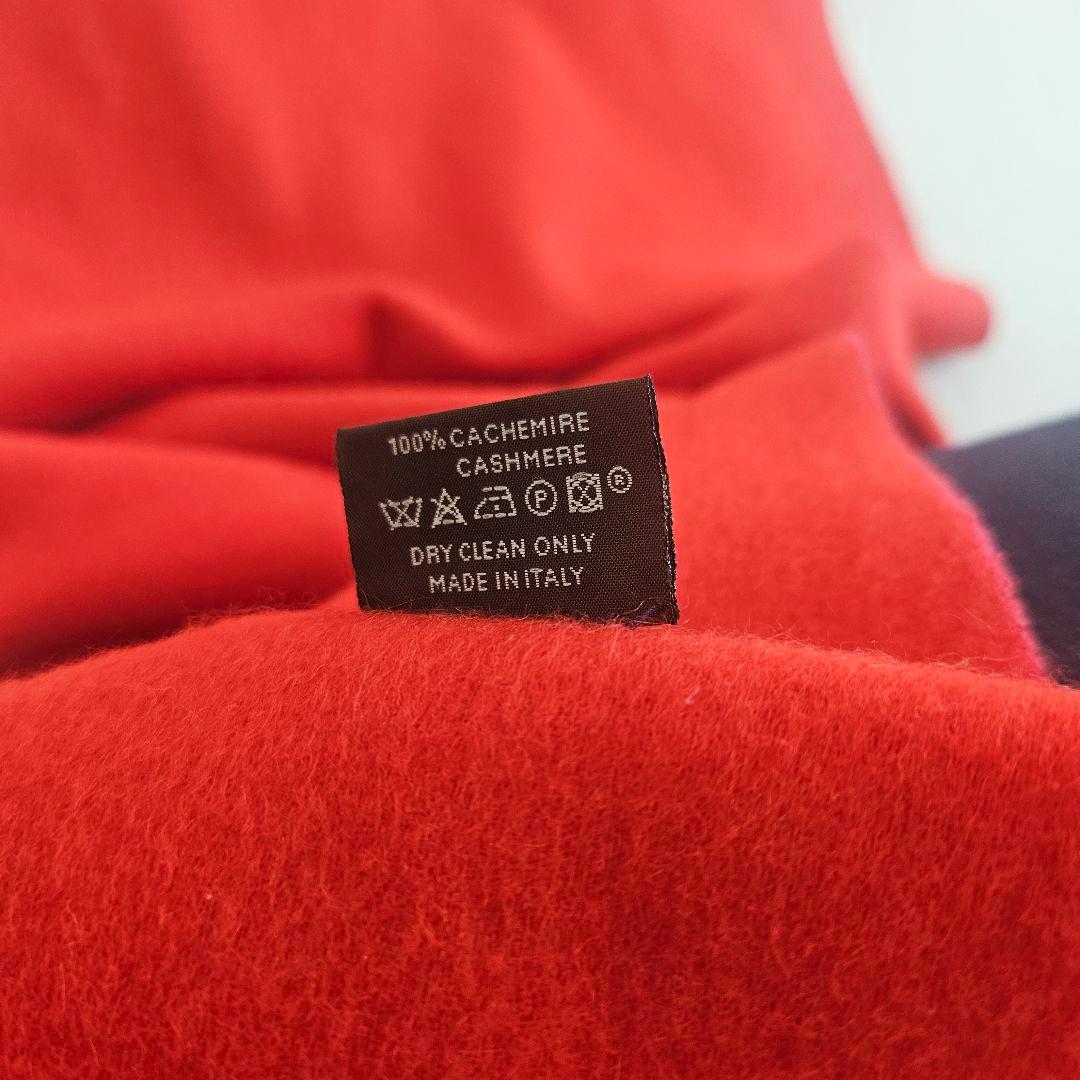 100% CACHEMIRE
CASHMERE
P ®
DRY CLEAN ONLY
MADE IN ITALY